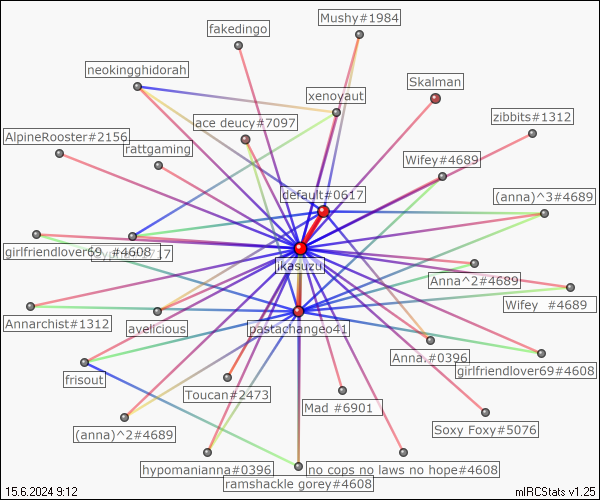 Mushy#1984
fakedingo
neokingghidorah
Skalman
xenoyaut
zibbits#1312
ace deucy#7097
AlpineRooster#2156
rattgaming
Wifey#4689
default#0617
(anna)^3#4689
girlfriendlover69 #4608
17
ikasuzu
Anna^2#4689
Wifey #4689
Annarchist#1312
avelicious
pastachangeo41
Anna.#0396
girlfriendlover69#4608
frisout
Toucan#2473
Mad #6901
Soxy Foxy#5076
(anna)^2#4689
hypomanianna#0396
no cops no laws no hope#4608
ramshackle gorey#4608
15.6.2024 9:12
mIRCStats v1.25